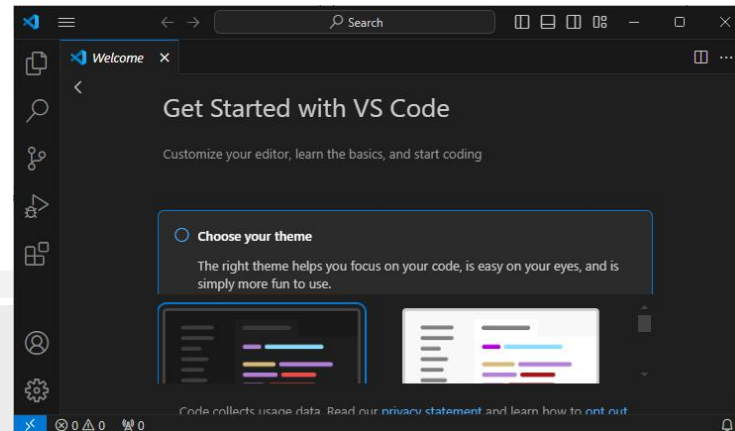 Search
Welcome
Get Started with VS Code
Customize your editor, learn the basics, and start coding
Choose your theme
The right theme helps you focus on your code, is easy on your eyes, and is
simply more fun to use.
Code collects usage data. Read our privacy statement and learn how to opt out
0 0 0